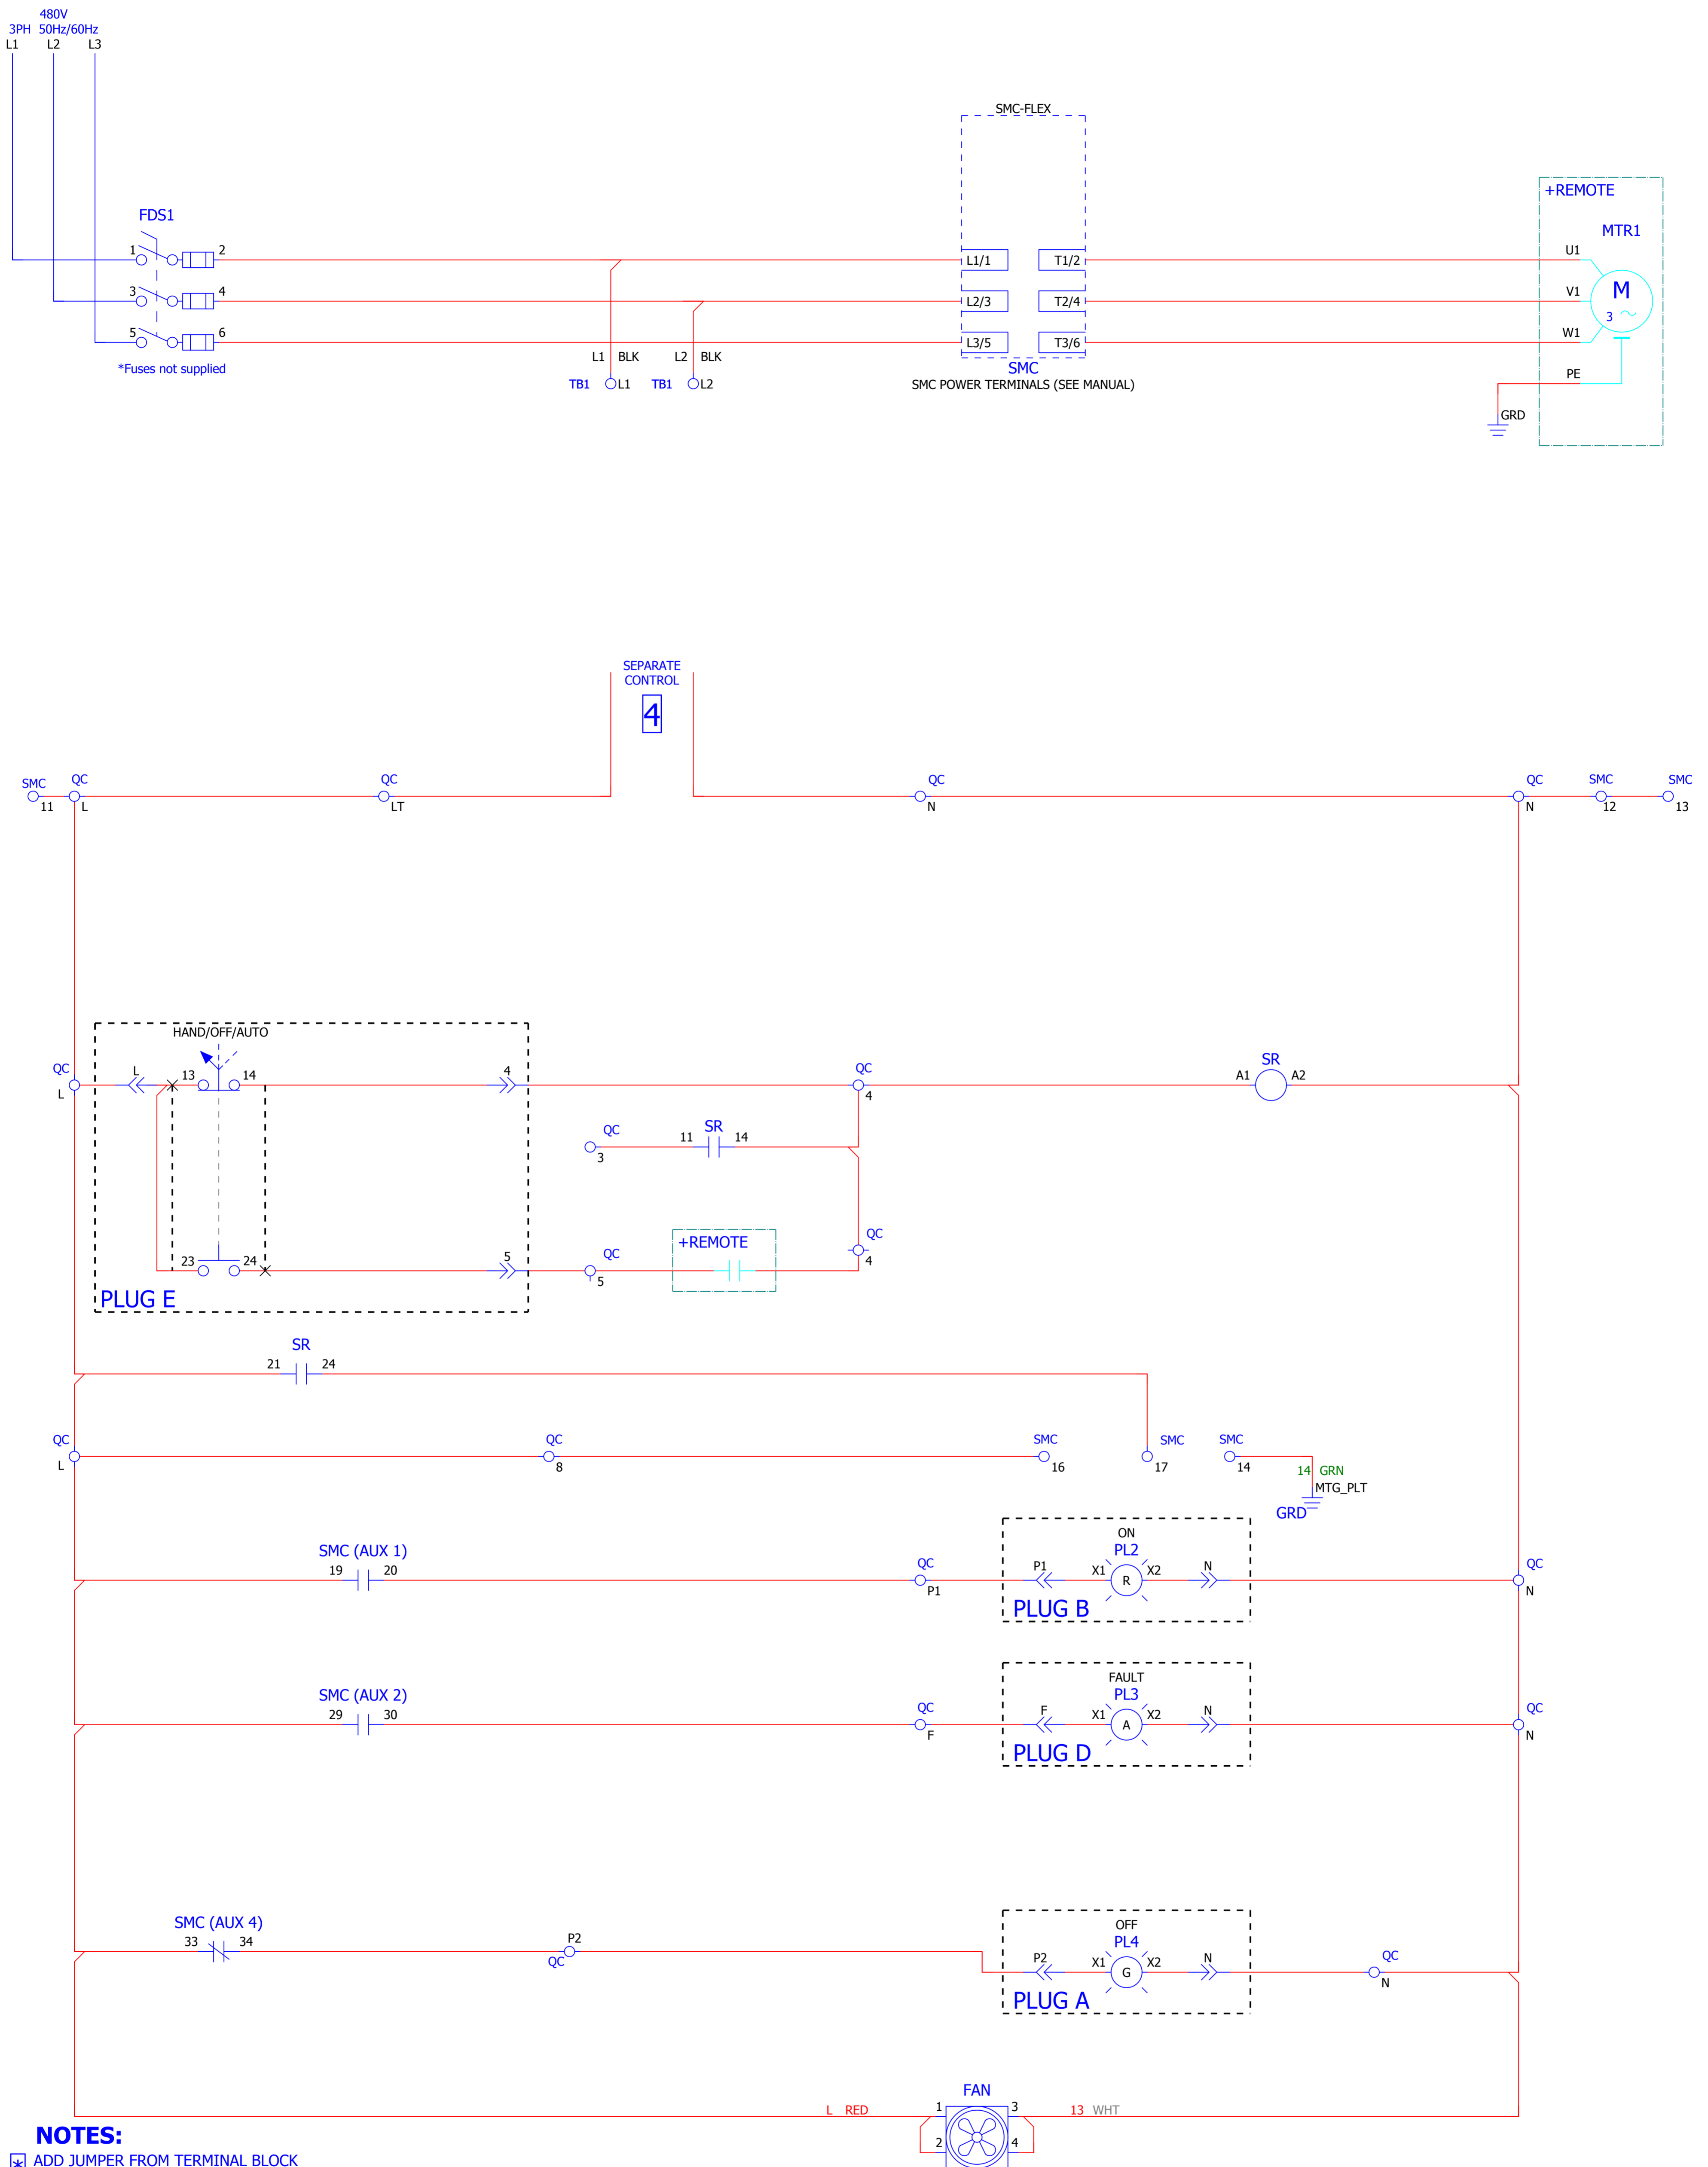 480V
3PH 50Hz/60Hz
L1 L2 L3
SMC-FLEX
+REMOTE
FDS1
MTR1
1 2 L1/1 T1/2 U1
3 4 L2/3 T2/4 V1 M
3
5 6 L3/5 T3/6 W1
*Fuses not supplied
L1 BLK L2 BLK
SMC
TB1 L1 TB1 L2
SMC POWER TERMINALS (SEE MANUAL)
PE
GRD
SEPARATE
CONTROL
4
SMC QC QC QC QC SMC SMC
11 L LT N N 12 13
HAND/OFF/AUTO
QC L 13 14 4 QC SR
L 4 A1 A2
QC 11 SR 14
3
+REMOTE
QC
4
23 24 5 QC
5
PLUG E
SR
21 24
QC QC SMC SMC SMC
L 8 16 17 14
14 GRN
MTG_PLT
GRD
ON
SMC (AUX 1) PL2
19 20 QC P1 X1 R X2 N QC
P1 N
PLUG B
FAULT
SMC (AUX 2) PL3
29 30 QC F X1 A X2 N QC
F N
PLUG D
OFF
SMC (AUX 4) PL4
33 34 P2 P2 X1 G X2 N QC
QC N
PLUG A
FAN
L RED 1 3 13 WHT
2 4
NOTES:
* ADD JUMPER FROM TERMINAL BLOCK